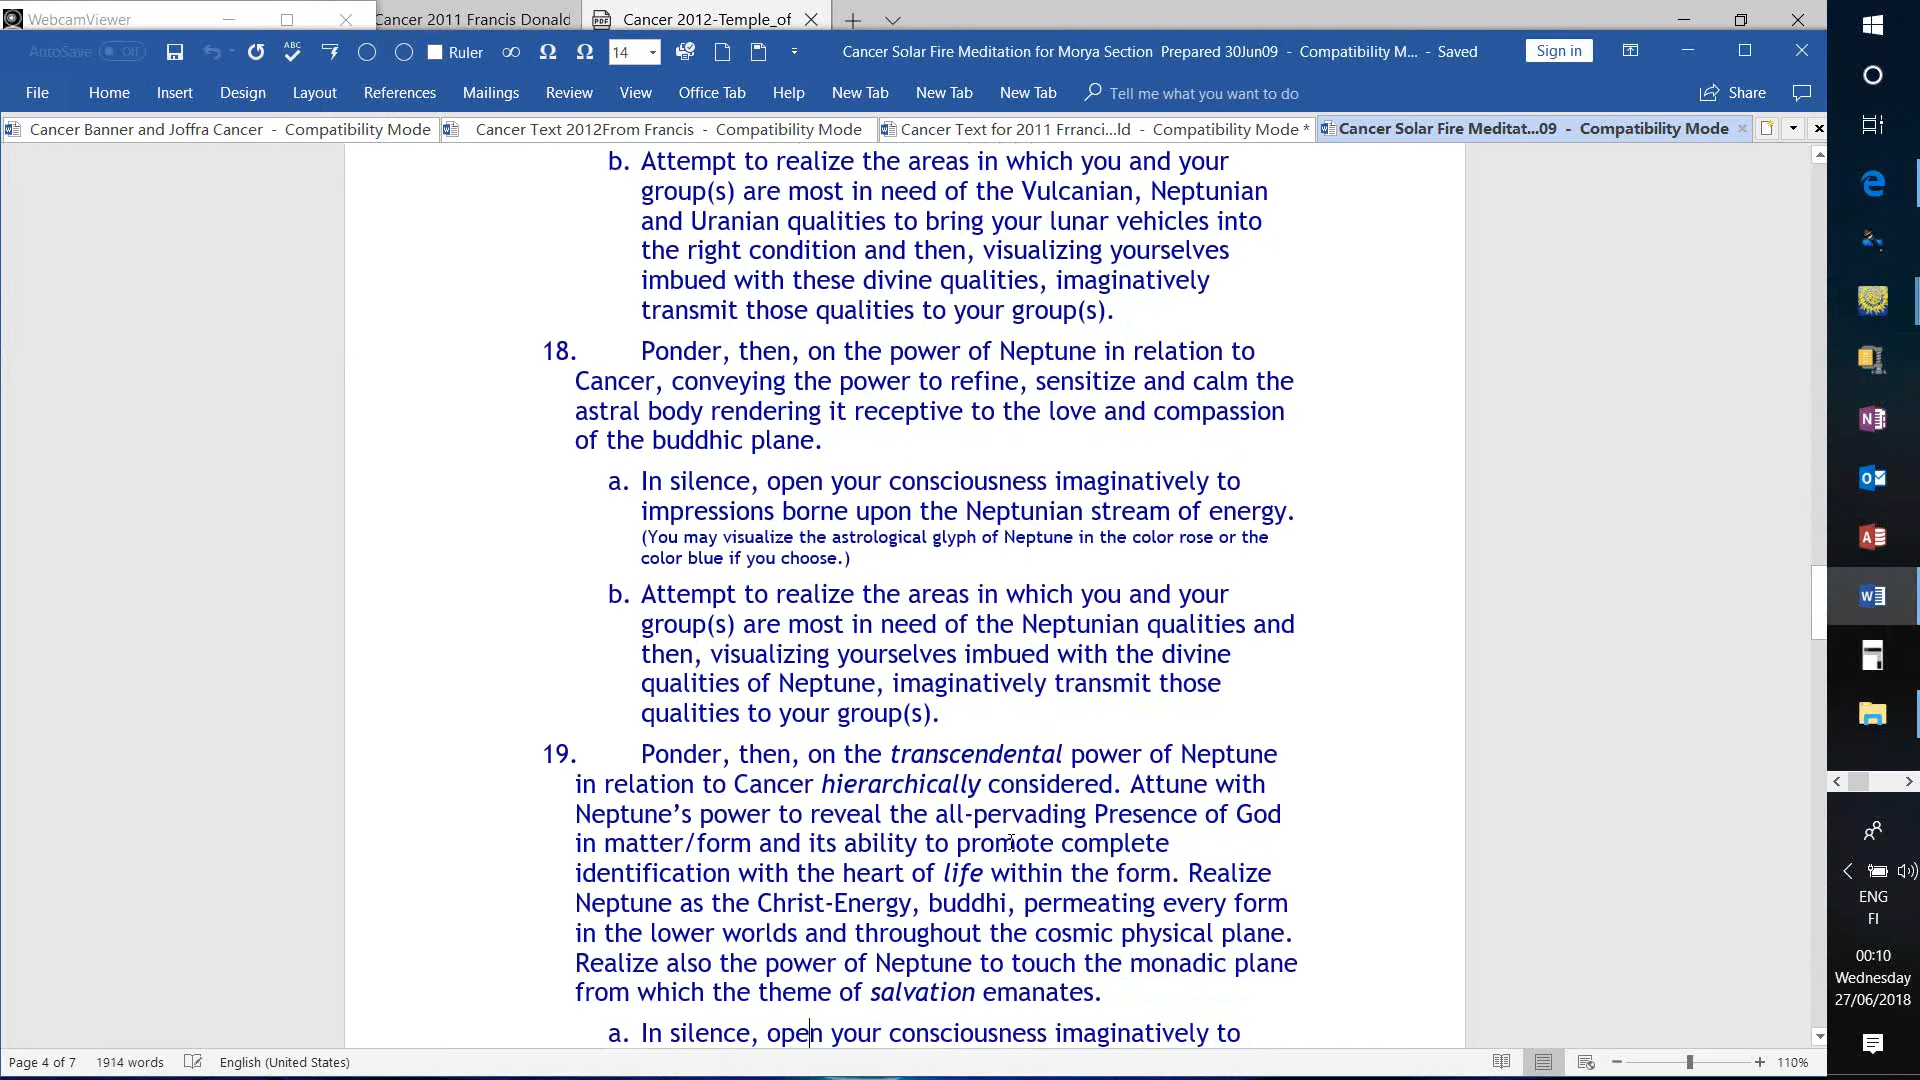 WebcamViewer
Cancer 2011 Francis Donald
Cancer 2012-Temple_of
AutoSave Off
Ruler
14
Cancer Solar Fire Meditation for Morya Section Prepared 30Jun09 - Compatibility M... - Saved
Sign in
File Home Insert Design Layout References Mailings Review View Office Tab Help New Tab New Tab New Tab Tell me what you want to do Share
Cancer Banner and Joffra Cancer - Compatibility Mode
Cancer Text 2012From Francis - Compatibility Mode
Cancer Text for 2011 Frranci...ld - Compatibility Mode *
Cancer Solar Fire Meditat...09 - Compatibility Mode
b. Attempt to realize the areas in which you and your
group(s) are most in need of the Vulcanian, Neptunian
and Uranian qualities to bring your lunar vehicles into
the right condition and then, visualizing yourselves
imbued with these divine qualities, imaginatively
transmit those qualities to your group(s).
18. Ponder, then, on the power of Neptune in relation to
Cancer, conveying the power to refine, sensitize and calm the
astral body rendering it receptive to the love and compassion
of the buddhic plane.
a. In silence, open your consciousness imaginatively to
impressions borne upon the Neptunian stream of energy.
(You may visualize the astrological glyph of Neptune in the color rose or the
color blue if you choose.)
b. Attempt to realize the areas in which you and your
group(s) are most in need of the Neptunian qualities and
then, visualizing yourselves imbued with the divine
qualities of Neptune, imaginatively transmit those
qualities to your group(s).
19. Ponder, then, on the transcendental power of Neptune
in relation to Cancer hierarchically considered. Attune with
Neptune’s power to reveal the all-pervading Presence of God
in matter/form and its ability to promote complete
identification with the heart of life within the form. Realize
Neptune as the Christ-Energy, buddhi, permeating every form
in the lower worlds and throughout the cosmic physical plane.
Realize also the power of Neptune to touch the monadic plane
from which the theme of salvation emanates.
a. In silence, open your consciousness imaginatively to
Page 4 of 7 1914 words English (United States) 110%
ENG
FI
00:10
Wednesday
27/06/2018